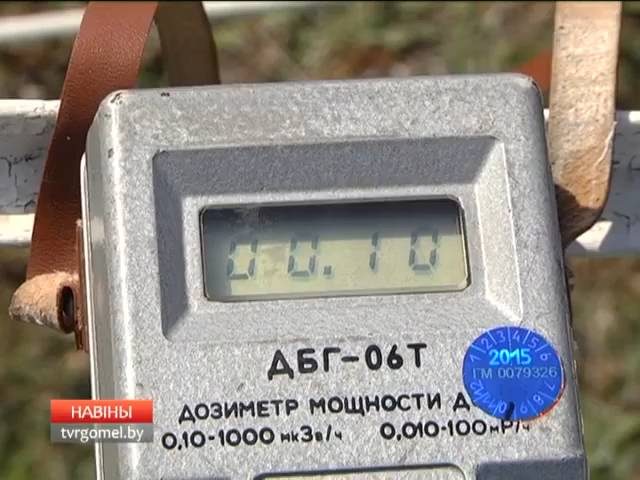 00.10
ДБГ-06Т
2015
ГМ 0079326
ДОЗИМЕТР МОЩНОСТИ
0,10-1000 мкЗв/ч 0,010-100 мР/ч
НАВІНЫ
tvrgomel.by